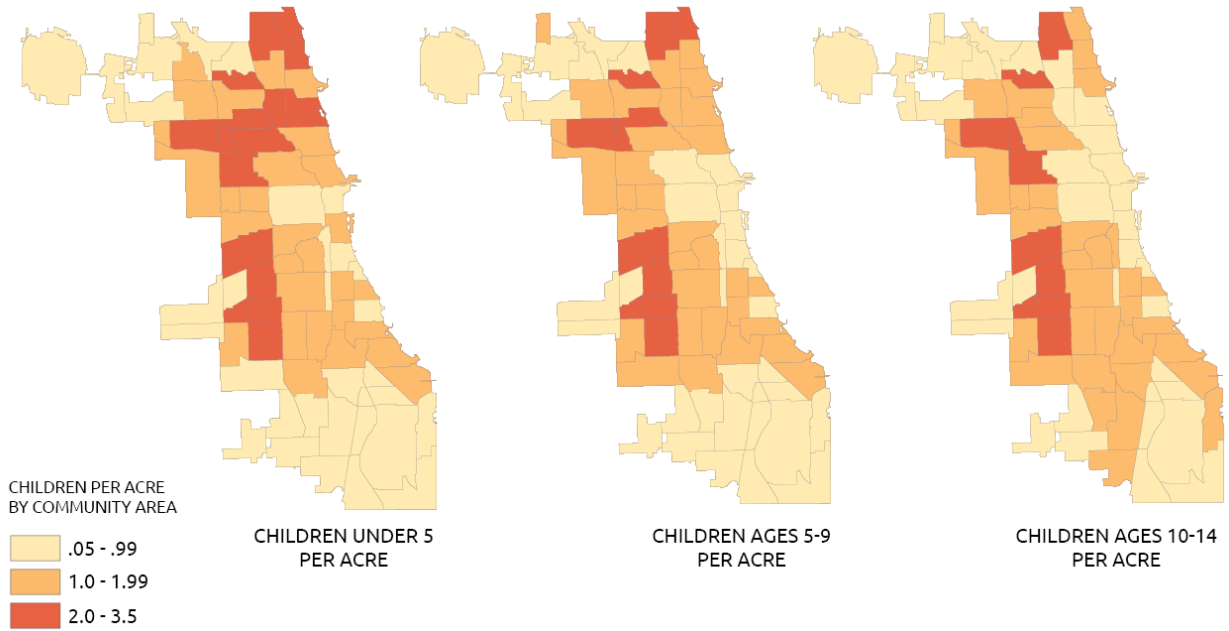 CHILDREN PER ACRE
BY COMMUNITY AREA
.05 - .99
1.0 - 1.99
2.0 - 3.5
CHILDREN UNDER 5
PER ACRE
CHILDREN AGES 5-9
PER ACRE
CHILDREN AGES 10-14
PER ACRE